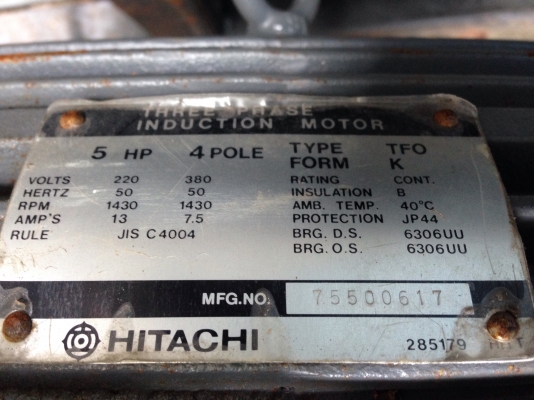 THREE PHASE
INDUCTION MOTOR
5 HP 4 POLE TYPE TFO
FORM K
VOLTS 220 380 RATING CONT.
HERTZ 50 50 INSULATION B
RPM 1430 1430 AMB. TEMP. 40°C
AMP'S 13 7.5 PROTECTION JP44
RULE JIS C4004 BRG. D.S. 6306UU
BRG. O.S. 6306UU
MFG.NO. 75500617
HITACHI
285179